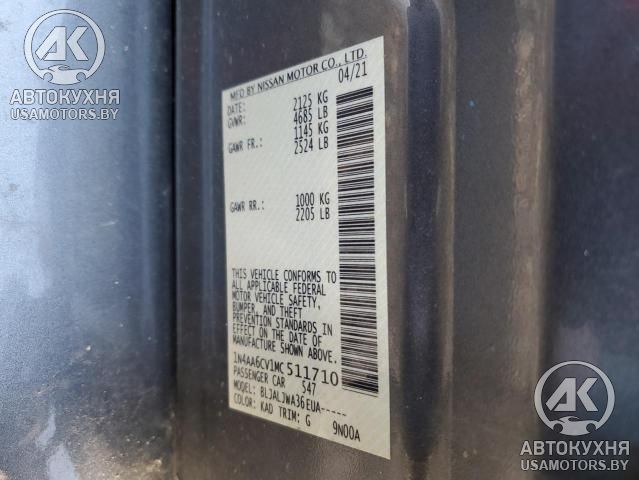 AK
АВТОКУХНЯ
USAMOTORS.BY
MFD BY NISSAN MOTOR CO., LTD.
DATE: 04/21
GVWR: 2125 KG
4685 LB
GAWR FR.: 1145 KG
2524 LB
GAWR RR.: 1000 KG
2205 LB
THIS VEHICLE CONFORMS TO
ALL APPLICABLE FEDERAL
MOTOR VEHICLE SAFETY,
BUMPER, AND THEFT
PREVENTION STANDARDS IN
EFFECT ON THE DATE OF
MANUFACTURE SHOWN ABOVE.
1N4AA6CV1MC511710
PASSENGER CAR 547
MODEL: BLJALJWA36EUA-----
COLOR: KAD TRIM: G 9N00A
AK
АВТОКУХНЯ
USAMOTORS.BY